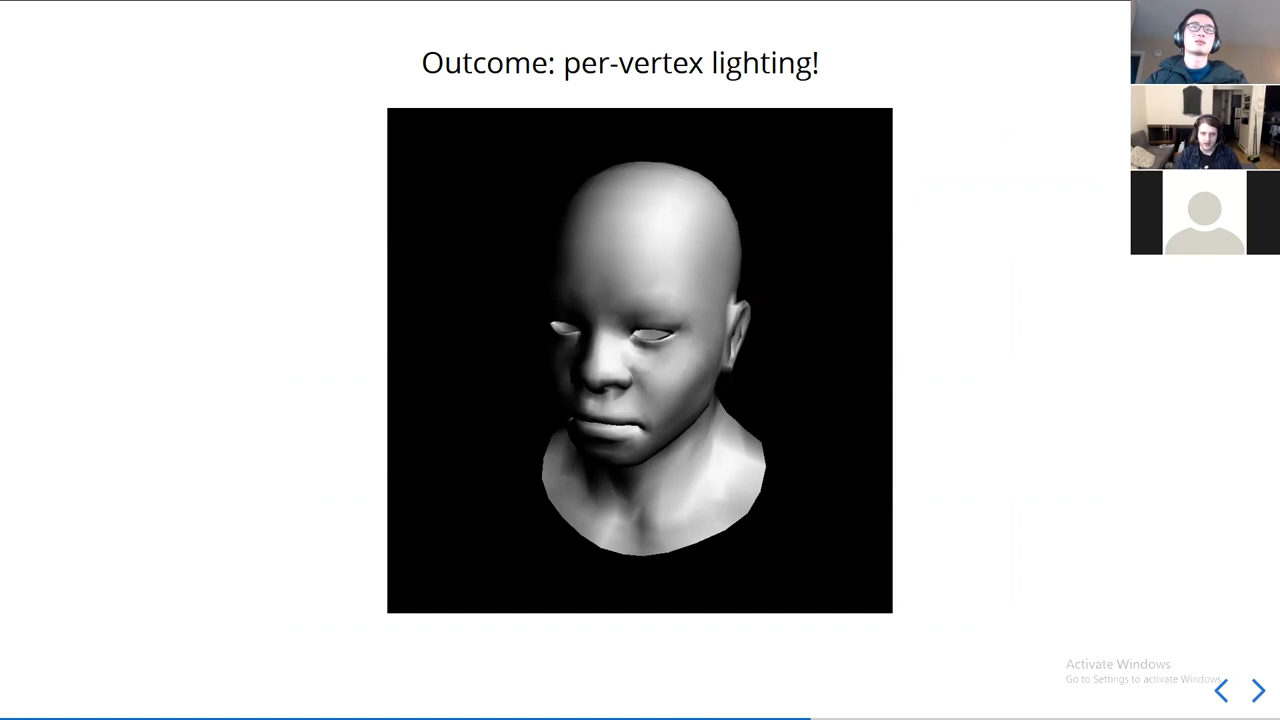 Outcome: per-vertex lighting!
Activate Windows
Go to Settings to activate Windows.